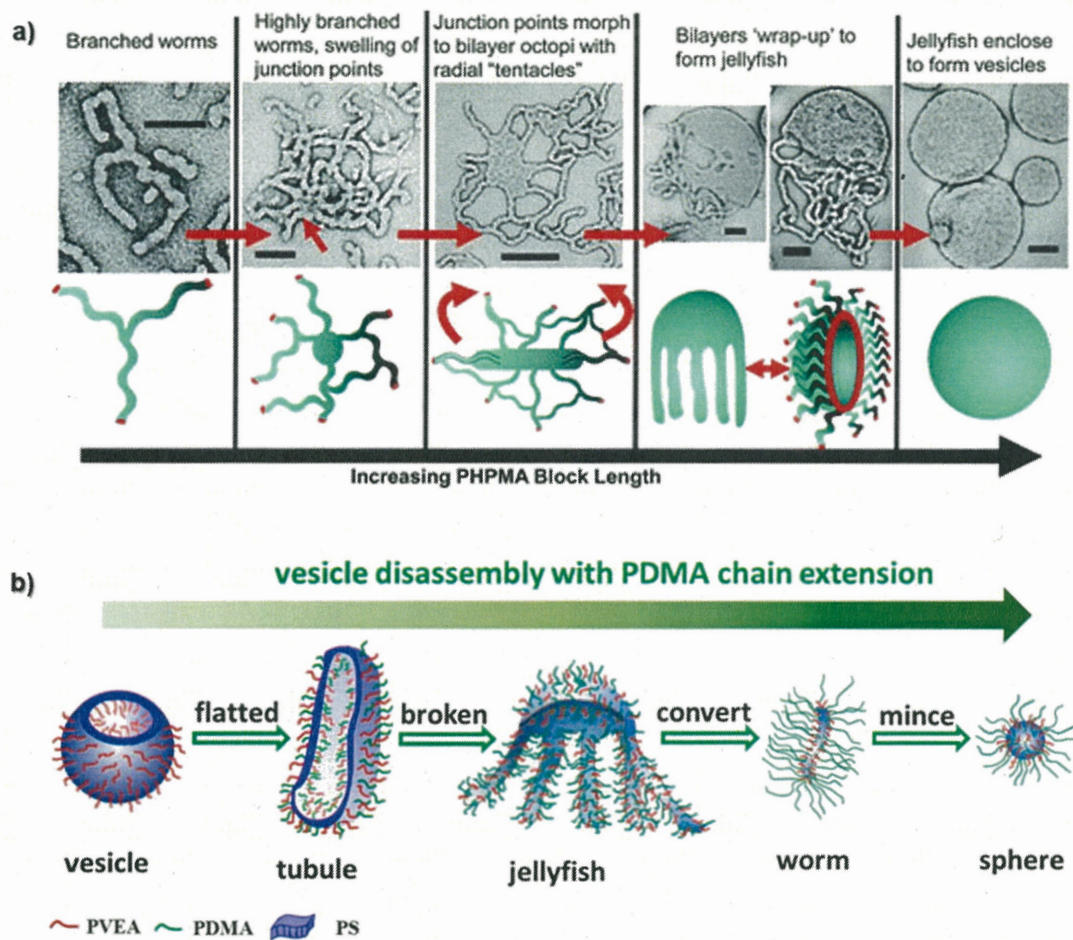 a)
Branched worms
Highly branched
worms, swelling of
junction points
Junction points morph
to bilayer octopi with
radial "tentacles"
Bilayers 'wrap-up' to
form jellyfish
Jellyfish enclose
to form vesicles
Increasing PHPMA Block Length
b)
vesicle disassembly with PDMA chain extension
flatted
broken
convert
mince
vesicle
tubule
jellyfish
worm
sphere
PVEA
PDMA
PS